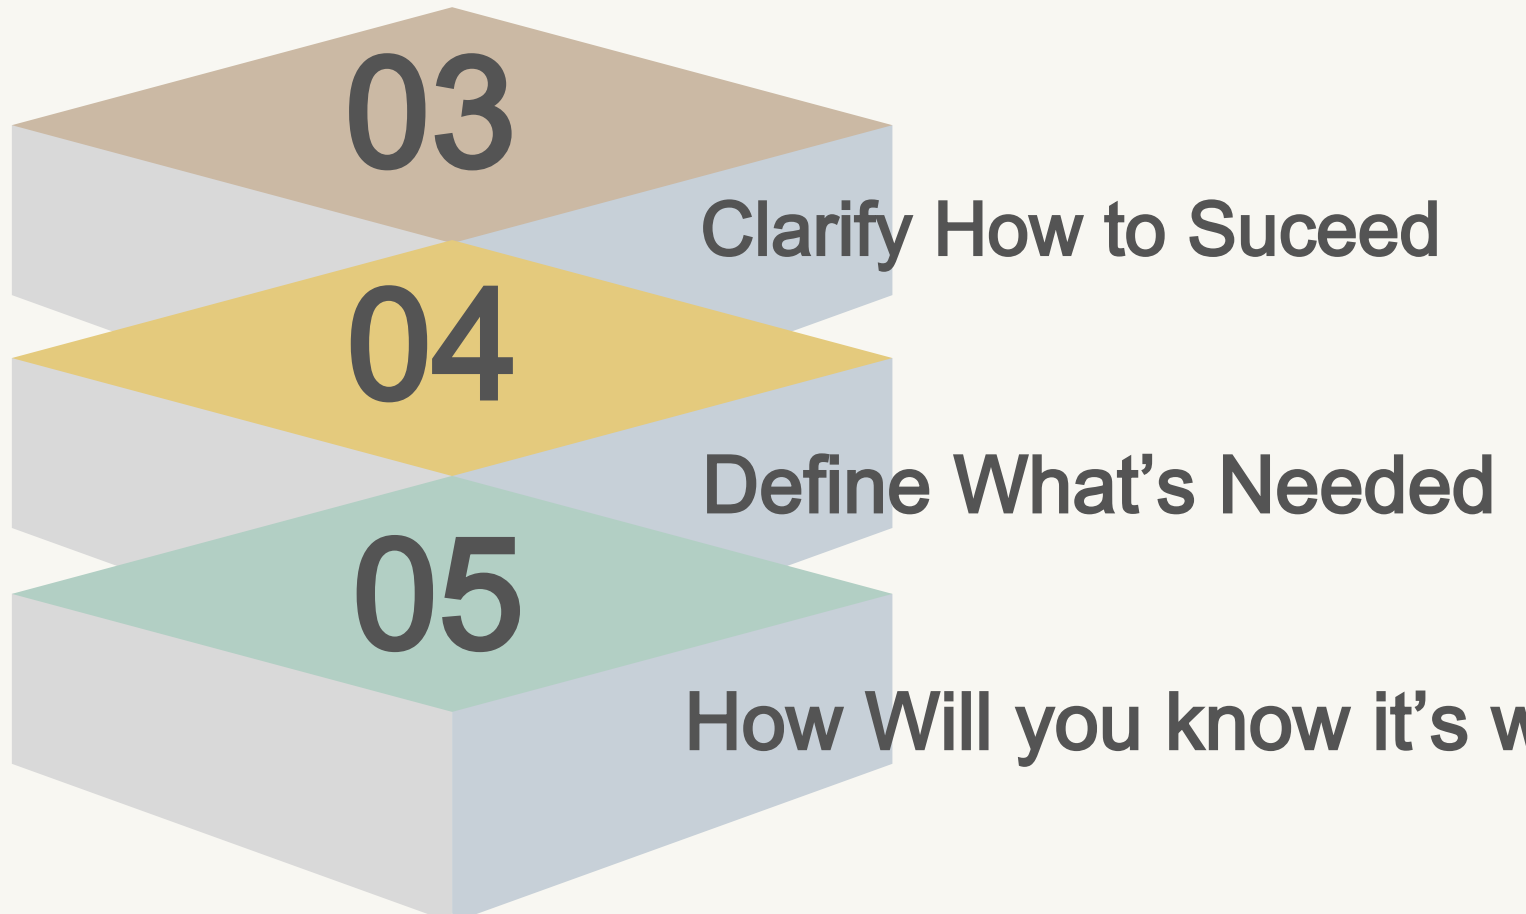 03
Clarify How to Suceed
04
Define What’s Needed
05
How Will you know it’s